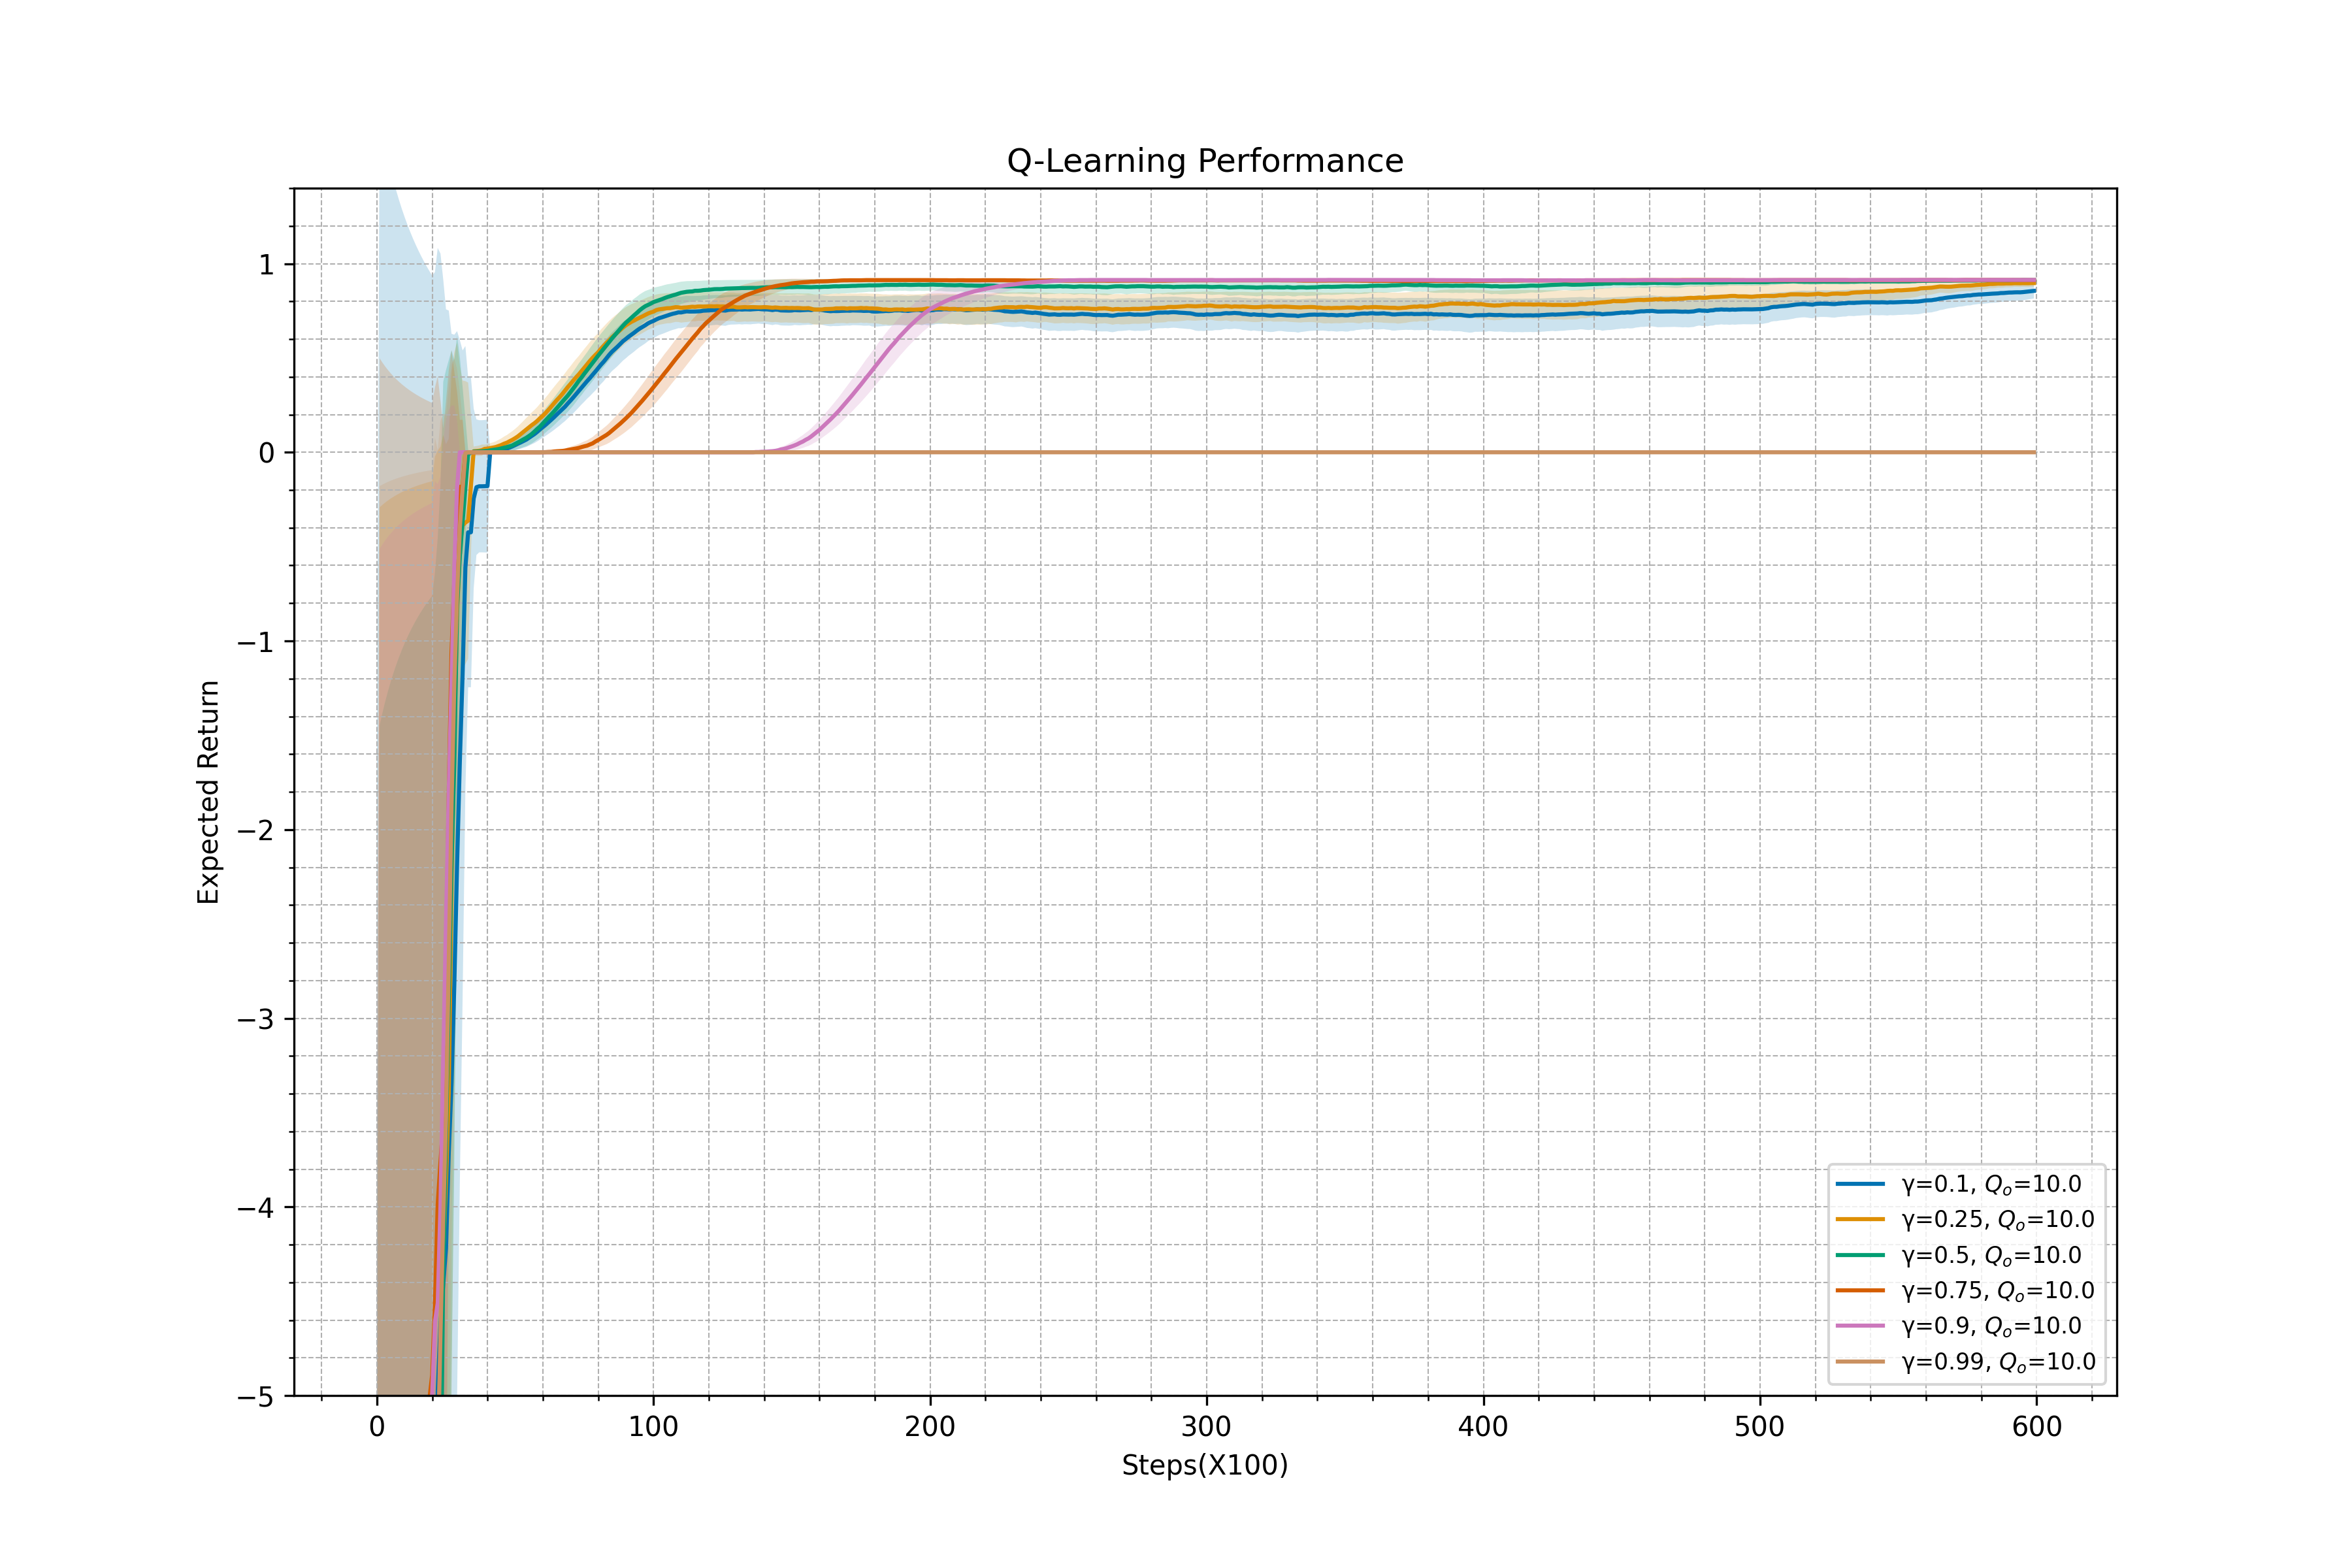 Q-Learning Performance
Expected Return
1
0
−1
−2
−3
−4
−5
0 100 200 300 400 500 600
Steps(X100)
γ=0.1, Qₒ=10.0
γ=0.25, Qₒ=10.0
γ=0.5, Qₒ=10.0
γ=0.75, Qₒ=10.0
γ=0.9, Qₒ=10.0
γ=0.99, Qₒ=10.0